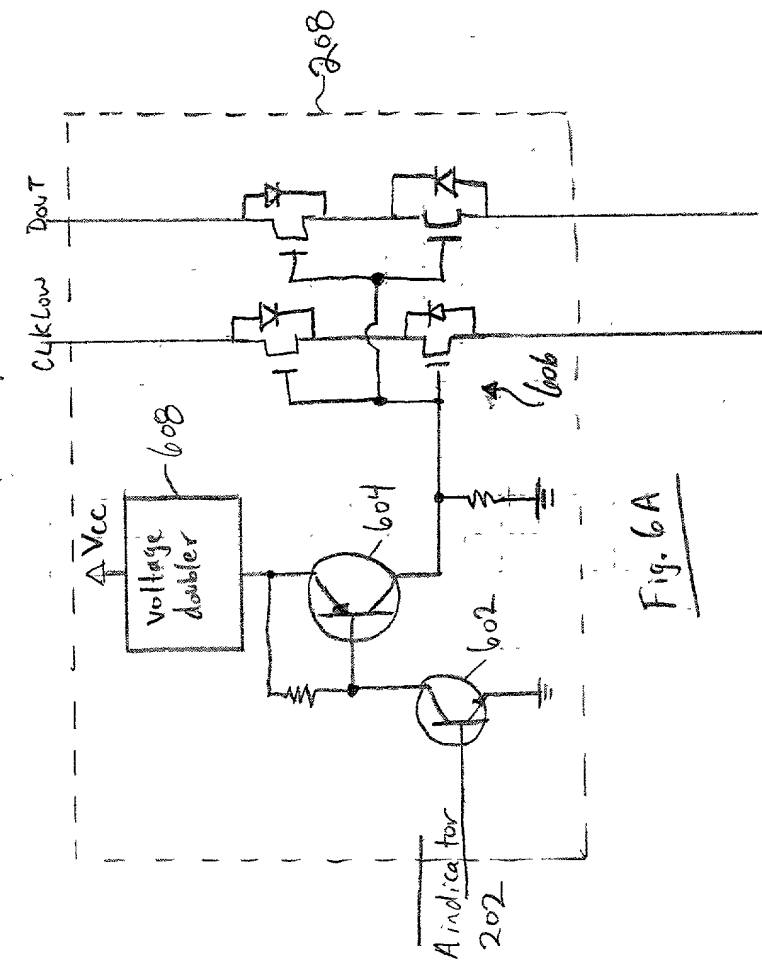 208
DOUT
CLKLOW
608
Vcc
Voltage
doubler
604
606
602
A indicator
202
Fig. 6A